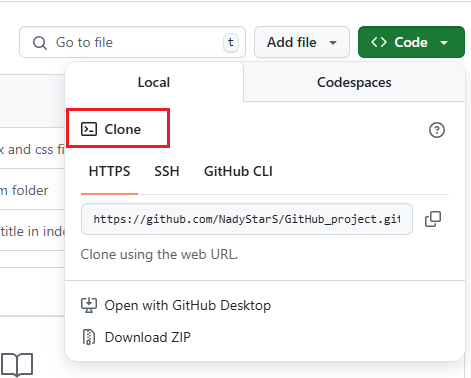 Go to file t Add file Code
Local Codespaces
Clone
x and css fi
HTTPS SSH GitHub CLI
m folder
https://github.com/NadyStarS/GitHub_project.git
title in inde
Clone using the web URL.
Open with GitHub Desktop
Download ZIP